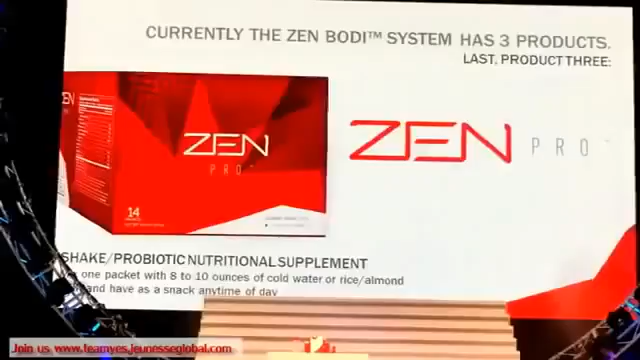 CURRENTLY THE ZEN BODI™ SYSTEM HAS 3 PRODUCTS.
LAST, PRODUCT THREE:
ZEN
PRO™
ZEN
PRO™
14
SHAKE/PROBIOTIC NUTRITIONAL SUPPLEMENT
one packet with 8 to 10 ounces of cold water or rice/almond
and have as a snack anytime of day
Join us www.teamyes.jeunesseglobal.com